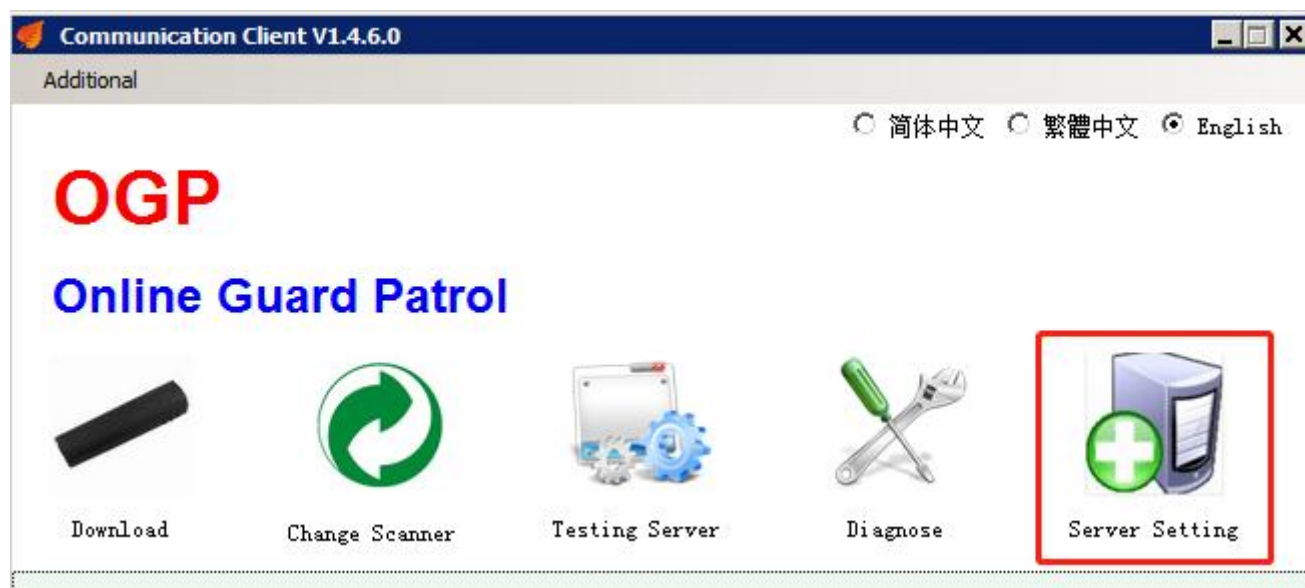 Communication Client V1.4.6.0
Additional
简体中文 繁體中文 English
OGP
Online Guard Patrol
Download Change Scanner Testing Server Diagnose Server Setting